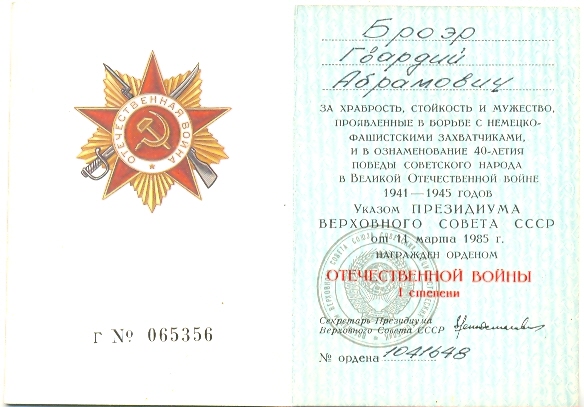 ОТЕЧЕСТВЕННАЯ ВОЙНА
Г № 065356
Броэр
Гвардий
Абрамович
ЗА ХРАБРОСТЬ, СТОЙКОСТЬ И МУЖЕСТВО,
ПРОЯВЛЕННЫЕ В БОРЬБЕ С НЕМЕЦКО-
ФАШИСТСКИМИ ЗАХВАТЧИКАМИ,
И В ОЗНАМЕНОВАНИЕ 40-ЛЕТИЯ
ПОБЕДЫ СОВЕТСКОГО НАРОДА
В ВЕЛИКОЙ ОТЕЧЕСТВЕННОЙ ВОЙНЕ
1941—1945 ГОДОВ
УКАЗОМ ПРЕЗИДИУМА
ВЕРХОВНОГО СОВЕТА СССР
от 11 марта 1985 г.
НАГРАЖДЕН ОРДЕНОМ
ОТЕЧЕСТВЕННОЙ ВОЙНЫ
I степени
Секретарь Президиума
Верховного Совета СССР
№ ордена 1041648